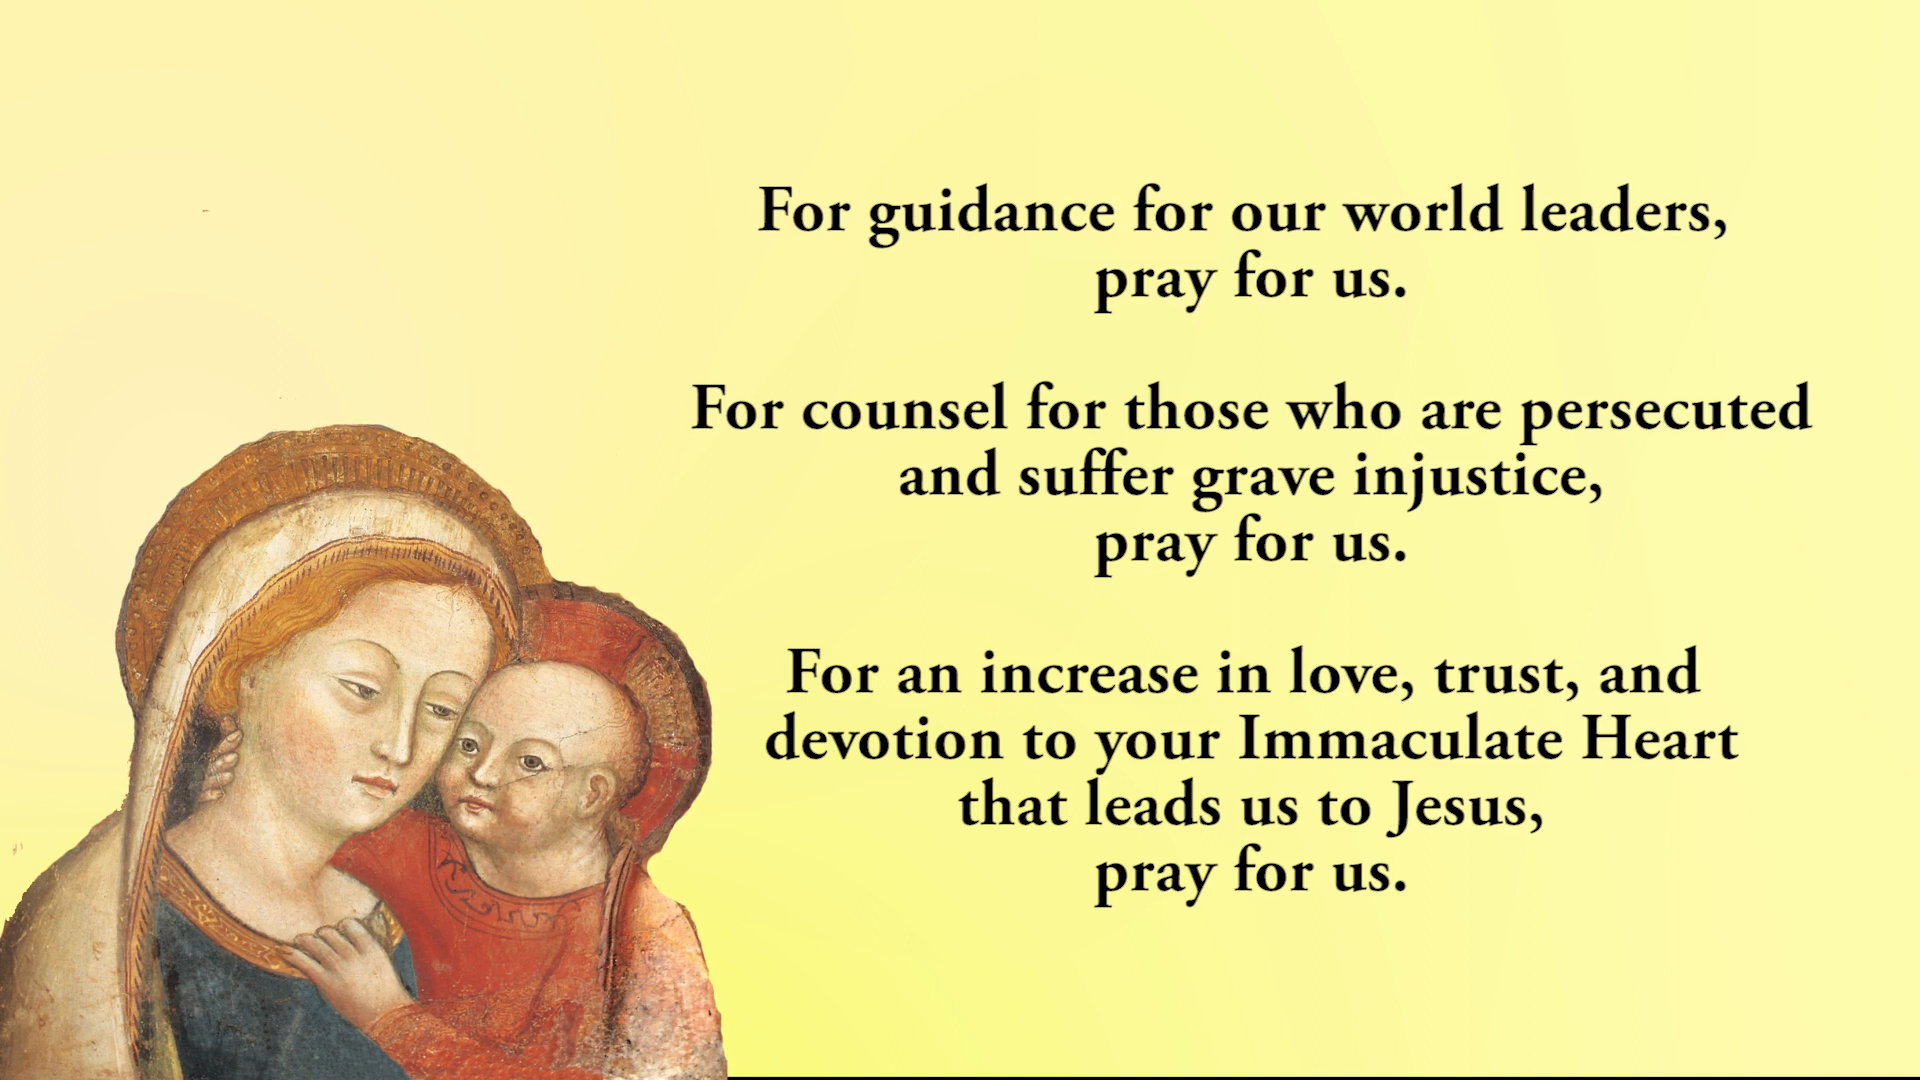 For guidance for our world leaders,
pray for us.
For counsel for those who are persecuted
and suffer grave injustice,
pray for us.
For an increase in love, trust, and
devotion to your Immaculate Heart
that leads us to Jesus,
pray for us.